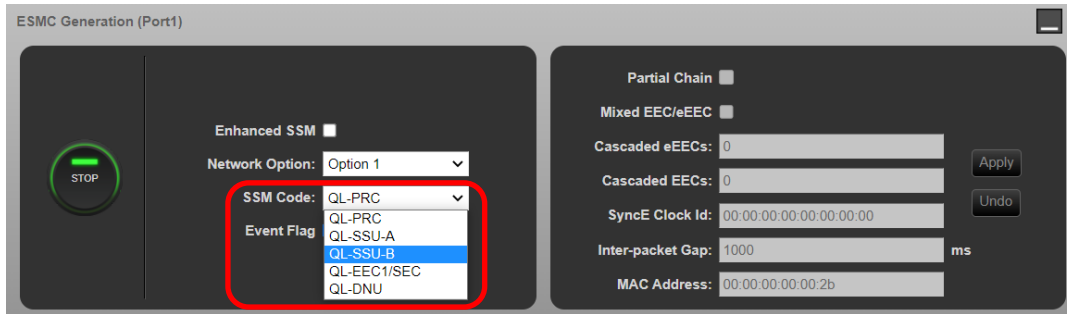 ESMC Generation (Port1)
STOP
Enhanced SSM
Network Option: Option 1
SSM Code: QL-PRC
QL-PRC
Event Flag
QL-SSU-A
QL-SSU-B
QL-EEC1/SEC
QL-DNU
Partial Chain
Mixed EEC/eEEC
Cascaded eEECs: 0
Cascaded EECs: 0
SyncE Clock Id: 00:00:00:00:00:00:00:00
Inter-packet Gap: 1000 ms
MAC Address: 00:00:00:00:00:2b
Apply
Undo